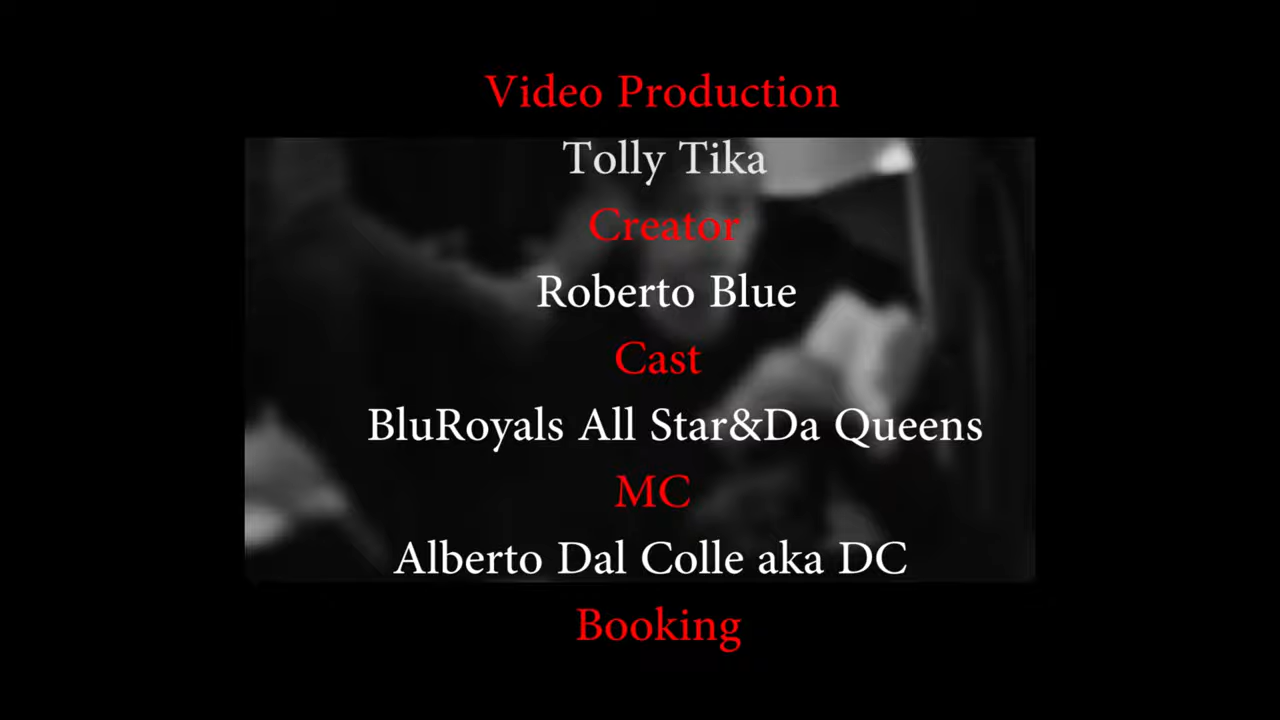 Video Production
Tolly Tika
Creator
Roberto Blue
Cast
BluRoyals All Star&Da Queens
MC
Alberto Dal Colle aka DC
Booking